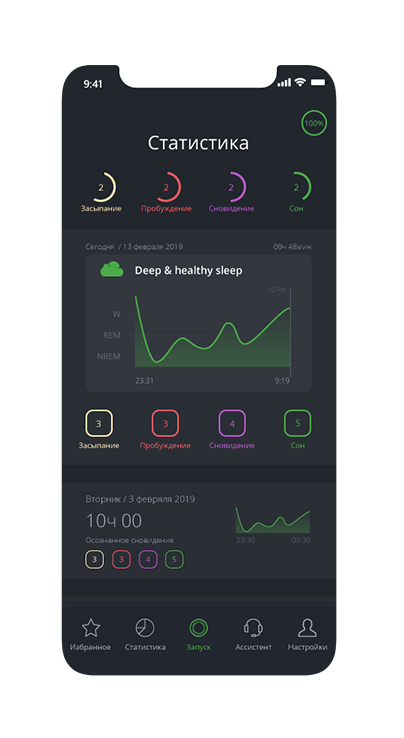 9:41
100%
Статистика
2 2 2 2
Засыпание Пробуждение Сновидение Сон
Сегодня / 13 февраля 2019 09ч 48мин
Deep & healthy sleep
10 Hz
W
REM
NREM
23:31 9:19
3 3 4 5
Засыпание Пробуждение Сновидение Сон
Вторник / 3 февряля 2019
10ч 00
Осознанное сновидение
23:30 09:30
3 3 4 5
Избранное Статистика Запуск Ассистент Настройки